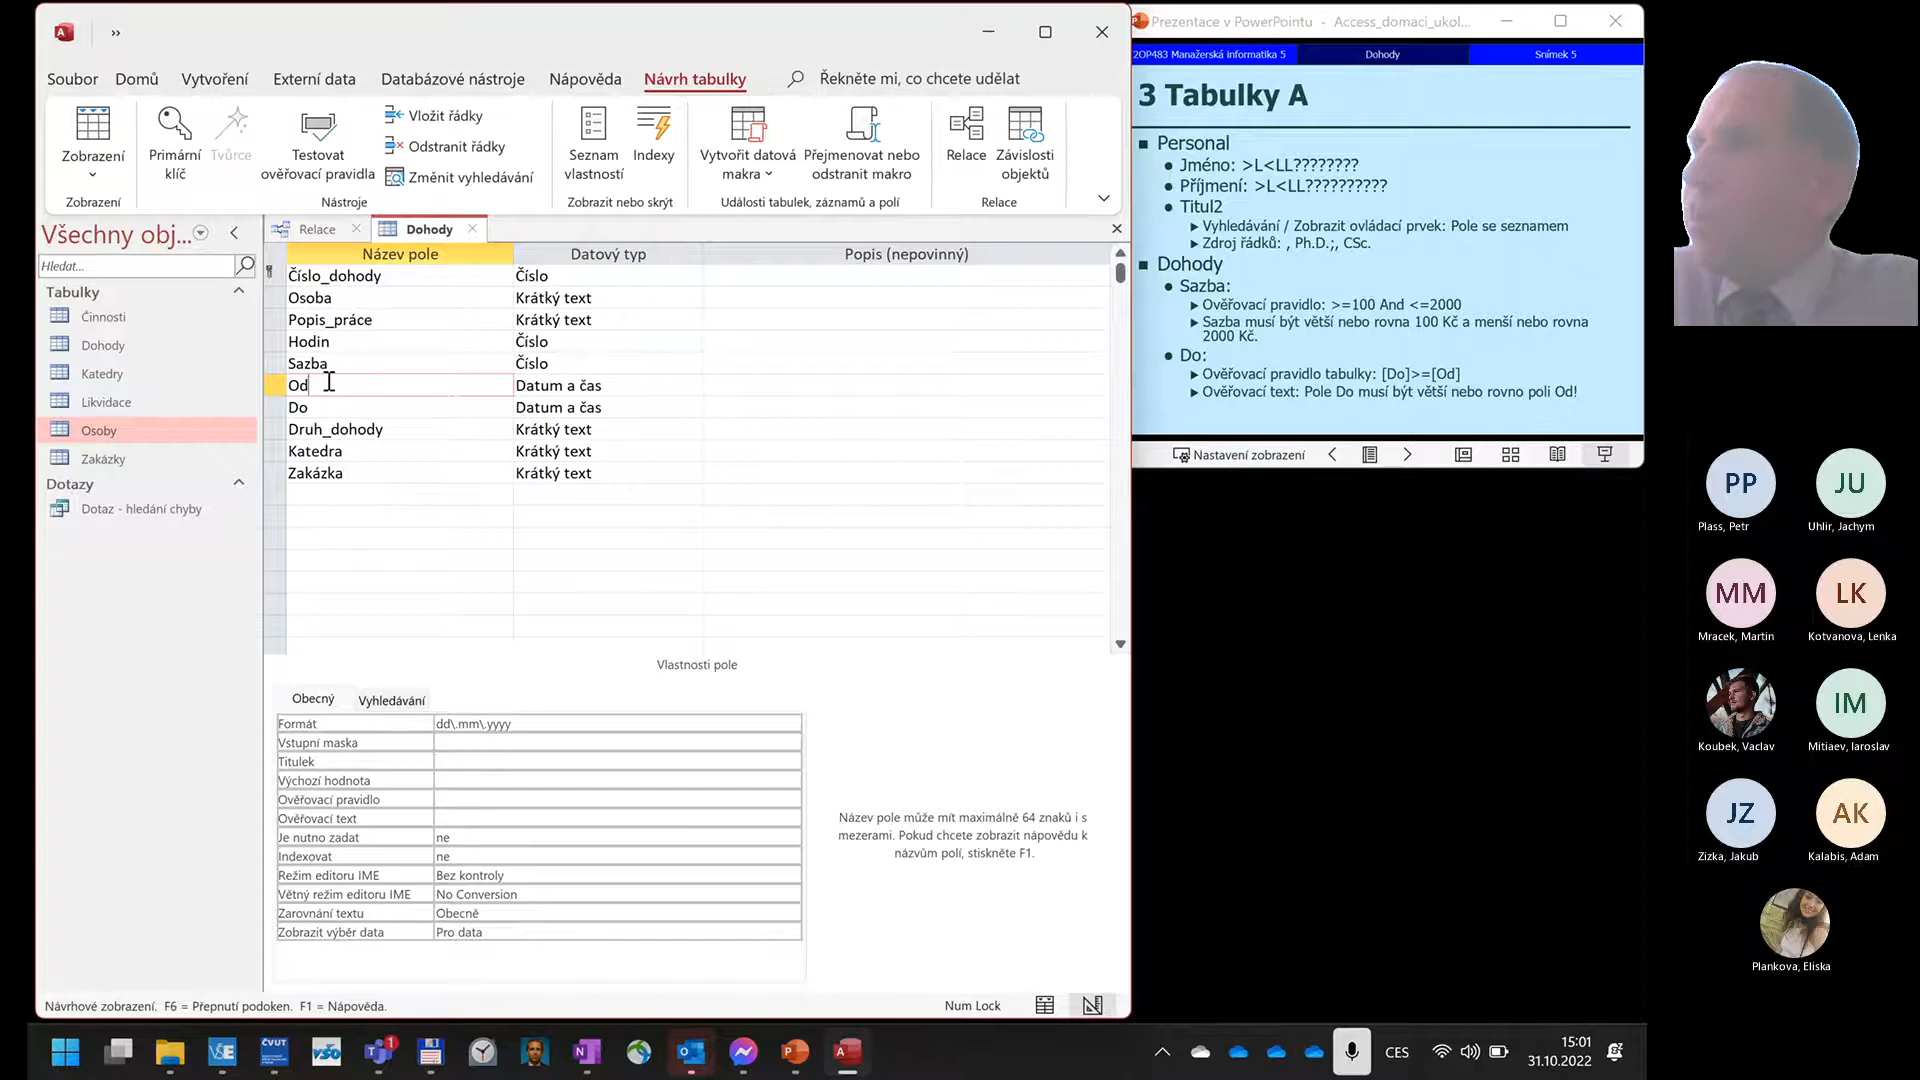 Soubor Domů Vytvoření Externí data Databázové nástroje Nápověda Návrh tabulky Řekněte mi, co chcete udělat
Zobrazení
Zobrazení
Primární klíč
Tvůrce
Testovat ověřovací pravidla
Vložit řádky
Odstranit řádky
Změnit vyhledávání
Nástroje
Seznam vlastností
Indexy
Zobrazit nebo skrýt
Vytvořit datová makra
Přejmenovat nebo odstranit makro
Události tabulek, záznamů a polí
Relace
Závislosti objektů
Relace
Všechny obj...
Hledat...
Tabulky
Činnosti
Dohody
Katedry
Likvidace
Osoby
Zakázky
Dotazy
Dotaz - hledání chyby
Relace Dohody
Název pole Datový typ Popis (nepovinný)
Číslo_dohody Číslo
Osoba Krátký text
Popis_práce Krátký text
Hodin Číslo
Sazba Číslo
Od Datum a čas
Do Datum a čas
Druh_dohody Krátký text
Katedra Krátký text
Zakázka Krátký text
Vlastnosti pole
Obecný Vyhledávání
Formát dd\.mm\.yyyy
Vstupní maska
Titulek
Výchozí hodnota
Ověřovací pravidlo
Ověřovací text
Je nutno zadat ne
Indexovat ne
Režim editoru IME Bez kontroly
Větný režim editoru IME No Conversion
Zarovnání textu Obecně
Zobrazit výběr data Pro data
Název pole může mít maximálně 64 znaků i s
mezerami. Pokud chcete zobrazit nápovědu k
názvům polí, stiskněte F1.
Návrhové zobrazení. F6 = Přepnutí podoken. F1 = Nápověda. Num Lock
Prezentace v PowerPointu - Access_domaci_ukol...
2OP483 Manažerská informatika 5 Dohody Snímek 5
3 Tabulky A
Personal
Jméno: >L<LL????????
Příjmení: >L<LL??????????
Titul2
Vyhledávání / Zobrazit ovládací prvek: Pole se seznamem
Zdroj řádků: , Ph.D.;, CSc.
Dohody
Sazba:
Ověřovací pravidlo: >=100 And <=2000
Sazba musí být větší nebo rovna 100 Kč a menší nebo rovna
2000 Kč.
Do:
Ověřovací pravidlo tabulky: [Do]>=[Od]
Ověřovací text: Pole Do musí být větší nebo rovno poli Od!
Nastavení zobrazení
PP JU
Plass, Petr Uhlir, Jachym
MM LK
Mracek, Martin Kotvanova, Lenka
IM
Koubek, Vaclav Mitiaev, Iaroslav
JZ AK
Zizka, Jakub Kalabis, Adam
Plankova, Eliska
VŠE ČVUT VSO 1
CES 15:01
31.10.2022